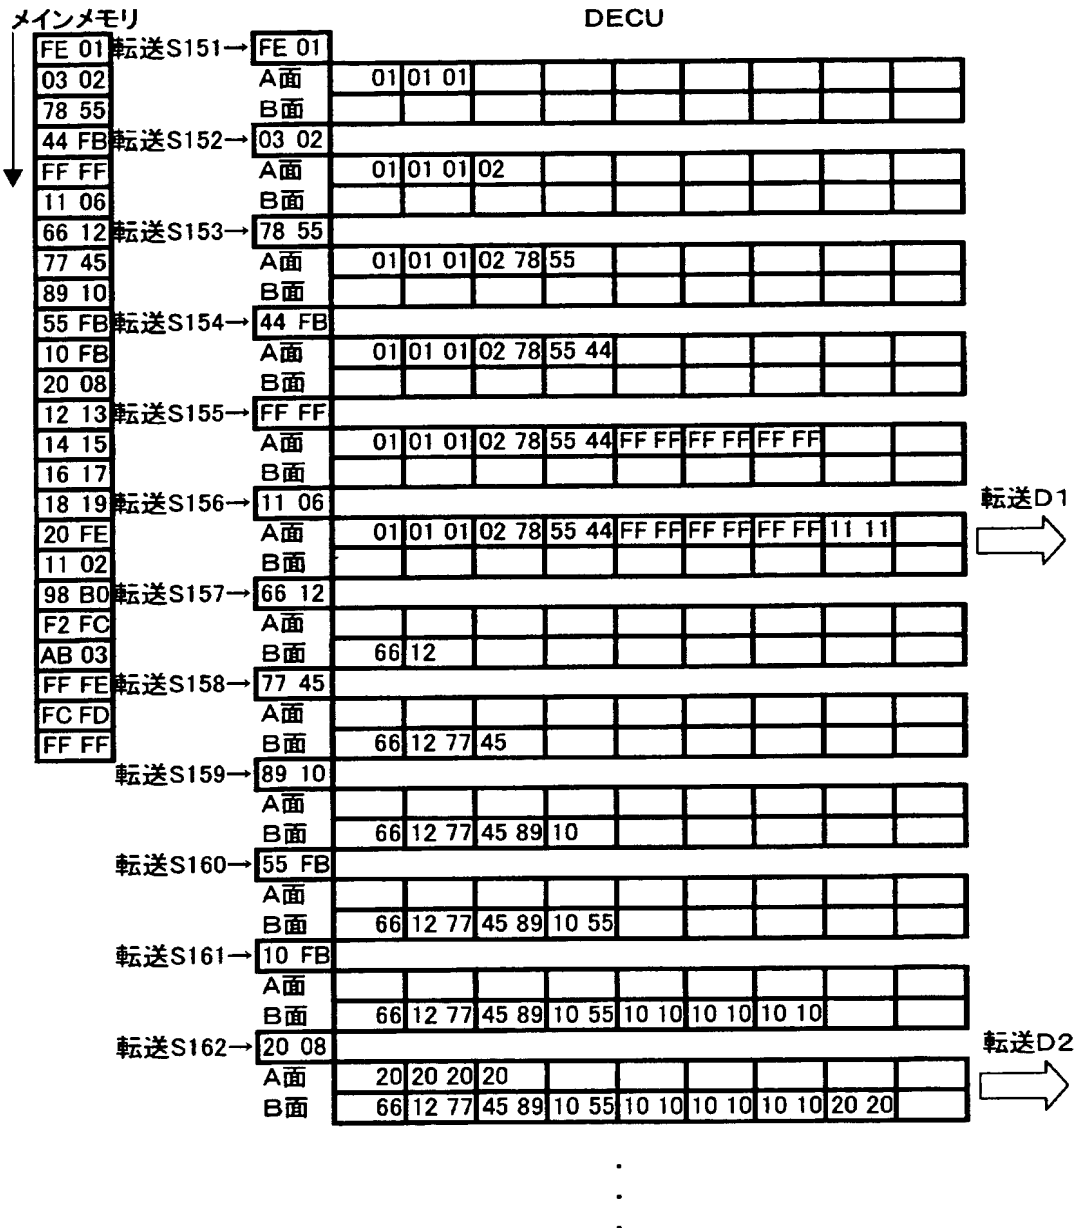 メインメモリ
DECU
FE 01
03 02
78 55
44 FB
FF FF
11 06
66 12
77 45
89 10
55 FB
10 FB
20 08
12 13
14 15
16 17
18 19
20 FE
11 02
98 B0
F2 FC
AB 03
FF FE
FC FD
FF FF
転送S151→ FE 01
A面 01 01 01
B面
転送S152→ 03 02
A面 01 01 01 02
B面
転送S153→ 78 55
A面 01 01 01 02 78 55
B面
転送S154→ 44 FB
A面 01 01 01 02 78 55 44
B面
転送S155→ FF FF
A面 01 01 01 02 78 55 44 FF FF FF FF FF FF
B面
転送S156→ 11 06
A面 01 01 01 02 78 55 44 FF FF FF FF FF FF 11 11
B面
転送D1
転送S157→ 66 12
A面
B面 66 12
転送S158→ 77 45
A面
B面 66 12 77 45
転送S159→ 89 10
A面
B面 66 12 77 45 89 10
転送S160→ 55 FB
A面
B面 66 12 77 45 89 10 55
転送S161→ 10 FB
A面
B面 66 12 77 45 89 10 55 10 10 10 10 10 10
転送S162→ 20 08
A面 20 20 20 20
B面 66 12 77 45 89 10 55 10 10 10 10 10 10 20 20
転送D2